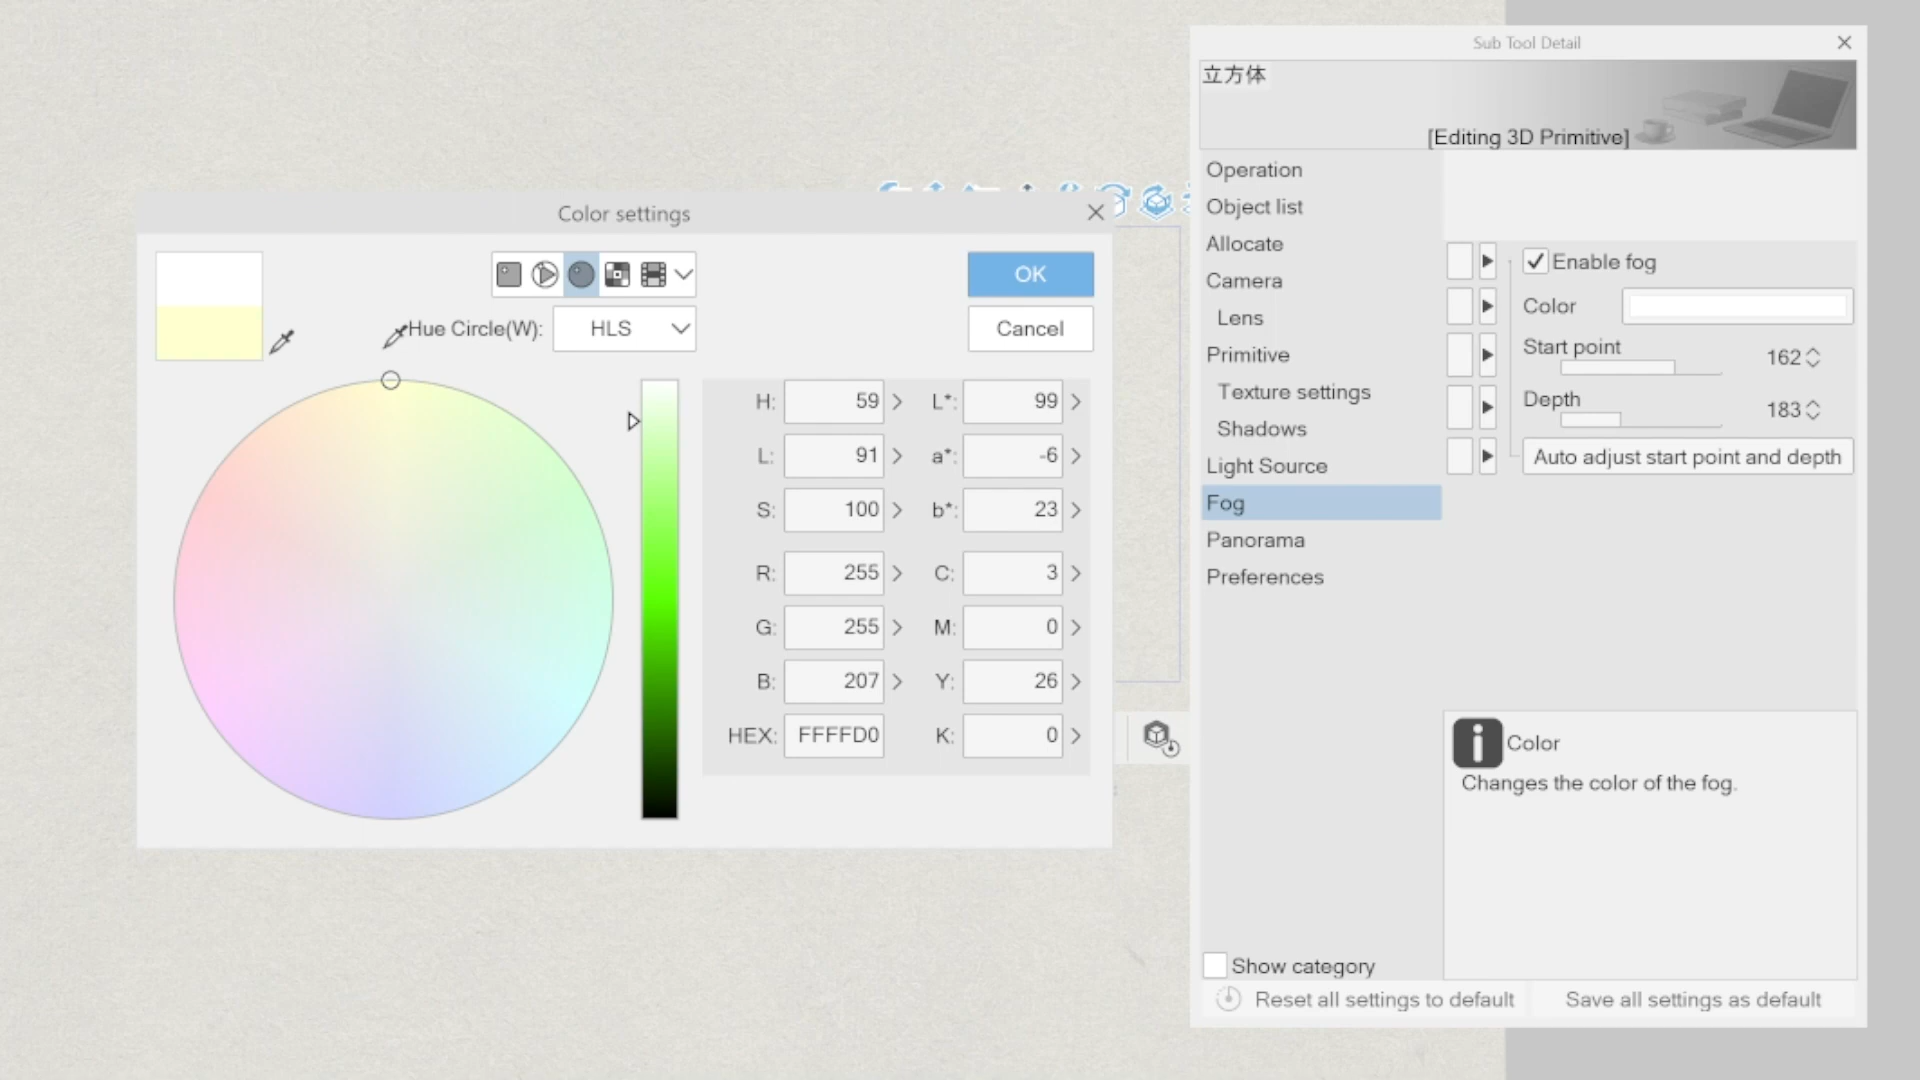 Color settings
OK
Cancel
Hue Circle(W): HLS
H: 59 L*: 99
L: 91 a*: -6
S: 100 b*: 23
R: 255 C: 3
G: 255 M: 0
B: 207 Y: 26
HEX: FFFFD0 K: 0
Sub Tool Detail
立方体
[Editing 3D Primitive]
Operation
Object list
Allocate
Camera
Lens
Primitive
Texture settings
Shadows
Light Source
Fog
Panorama
Preferences
Enable fog
Color
Start point 162
Depth 183
Auto adjust start point and depth
Color
Changes the color of the fog.
Show category
Reset all settings to default
Save all settings as default